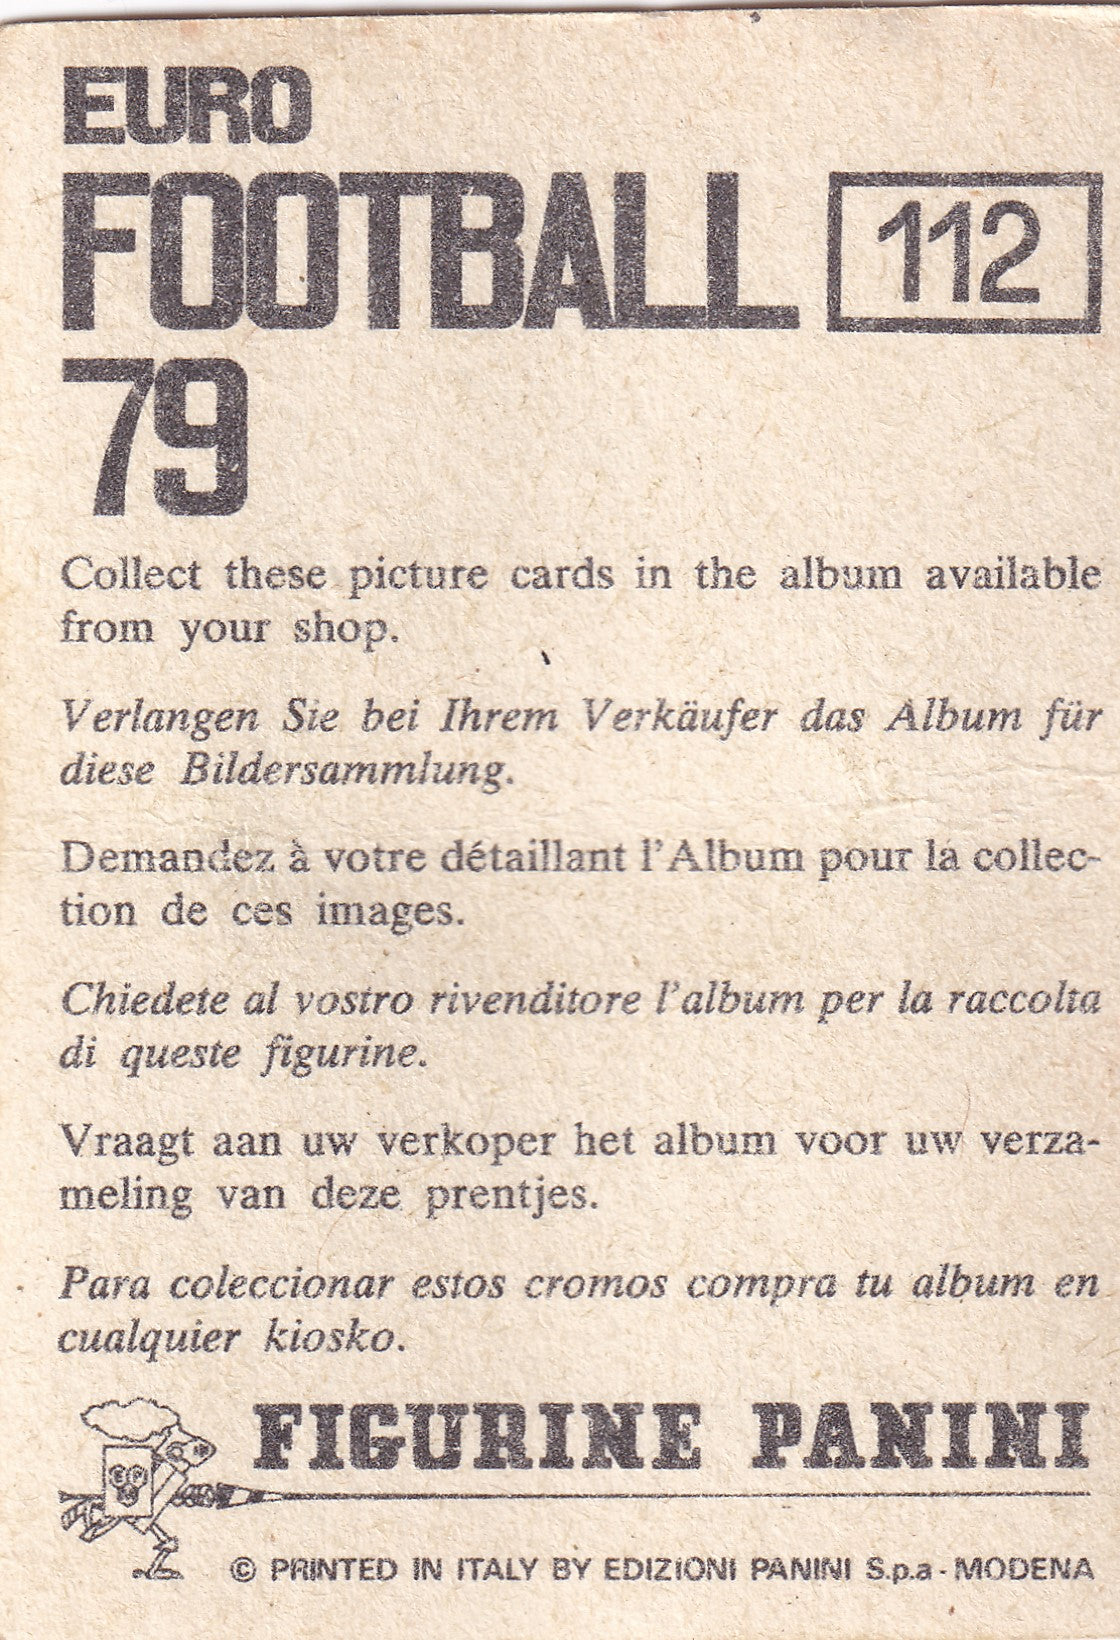 EURO
FOOTBALL 112
79
Collect these picture cards in the album available
from your shop.
Verlangen Sie bei Ihrem Verkäufer das Album für
diese Bildersammlung.
Demandez à votre détaillant l'Album pour la collec-
tion de ces images.
Chiedete al vostro rivenditore l'album per la raccolta
di queste figurine.
Vraagt aan uw verkoper het album voor uw verza-
meling van deze prentjes.
Para coleccionar estos cromos compra tu album en
cualquier kiosko.
FIGURINE PANINI
© PRINTED IN ITALY BY EDIZIONI PANINI S.p.a - MODENA